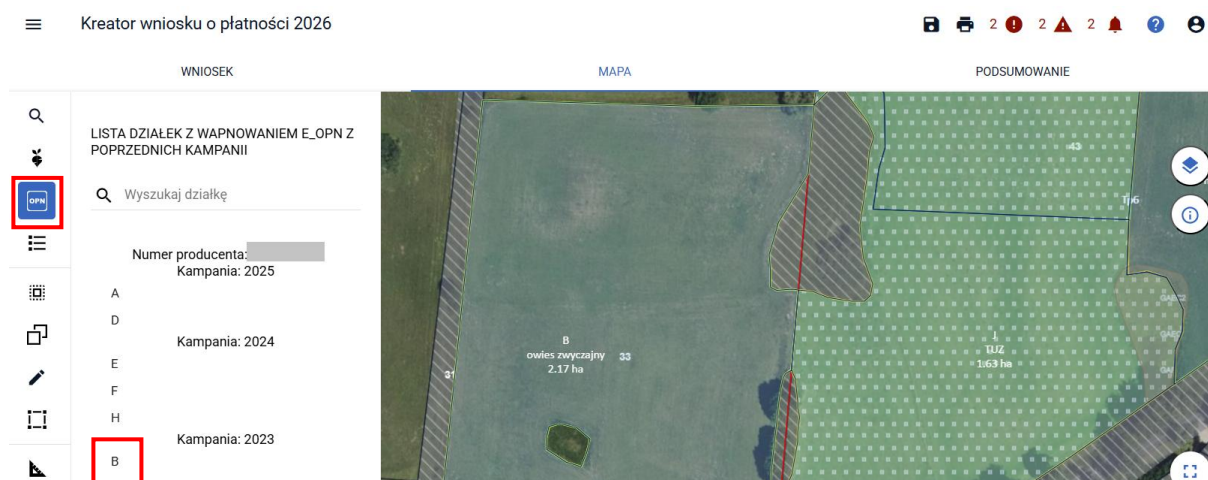 Kreator wniosku o płatności 2026
2 2 2 ?
WNIOSEK
MAPA
PODSUMOWANIE
LISTA DZIAŁEK Z WAPNOWANIEM E_OPN Z
POPRZEDNICH KAMPANII
OPN
Wyszukaj działkę
Numer producenta:
Kampania: 2025
A
D
Kampania: 2024
E
F
H
Kampania: 2023
B
43
Tp6
B
owies zwyczajny 33
2.17 ha
31
J
TUZ
1.63 ha
GAEC2